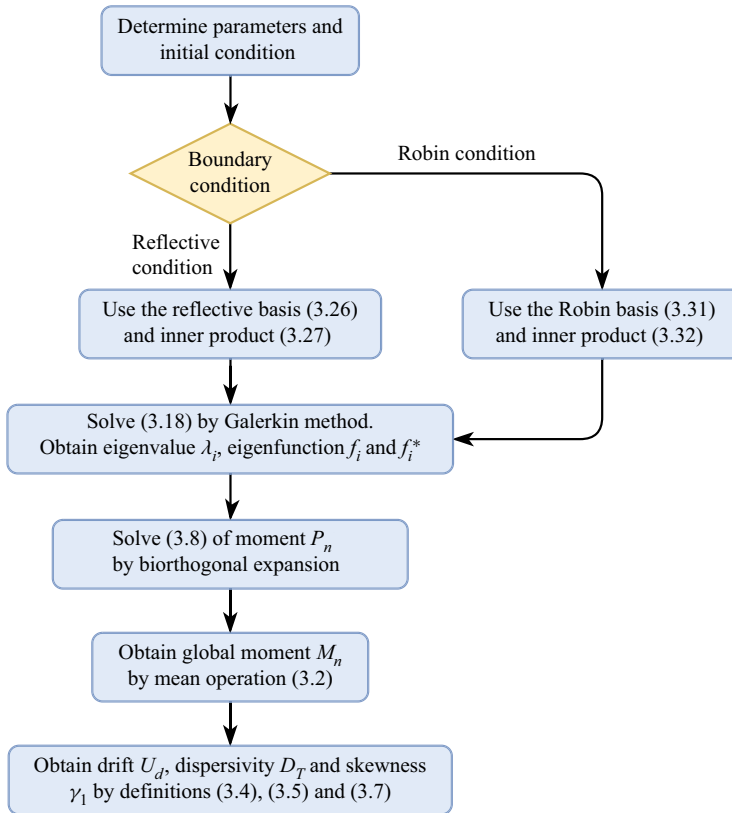 Determine parameters and
initial condition
Boundary
condition
Robin condition
Reflective
condition
Use the reflective basis (3.26)
and inner product (3.27)
Use the Robin basis (3.31)
and inner product (3.32)
Solve (3.18) by Galerkin method.
Obtain eigenvalue λ_i, eigenfunction f_i and f_i^*
Solve (3.8) of moment P_n
by biorthogonal expansion
Obtain global moment M_n
by mean operation (3.2)
Obtain drift U_d, dispersivity D_T and skewness
γ_1 by definitions (3.4), (3.5) and (3.7)